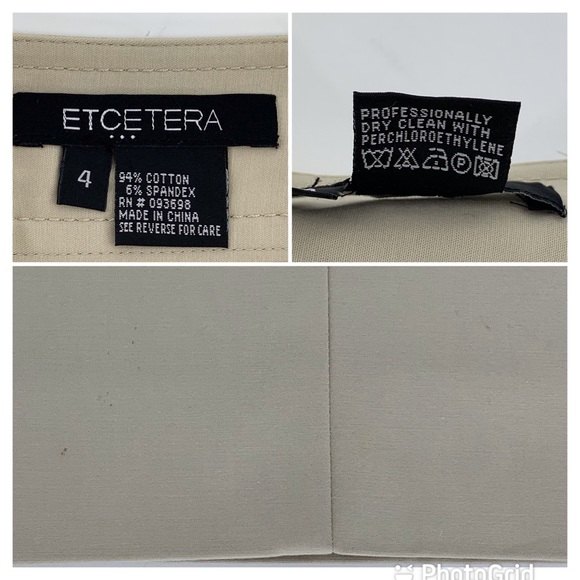 ETCETERA
4
94% COTTON
6% SPANDEX
RN # 093698
MADE IN CHINA
SEE REVERSE FOR CARE
PROFESSIONALLY
DRY CLEAN WITH
PERCHLOROETHYLENE
P
PhotoGrid